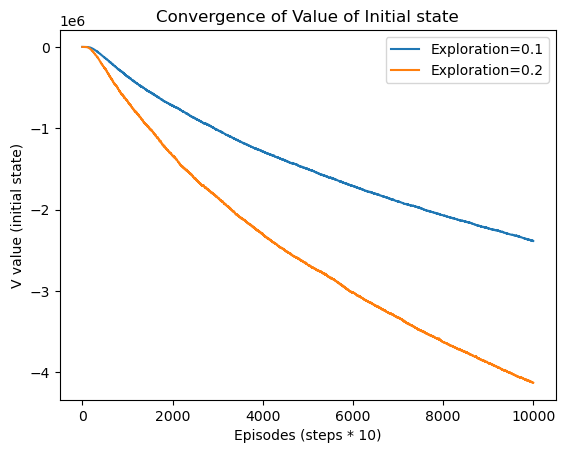 Convergence of Value of Initial state
1e6
Exploration=0.1
Exploration=0.2
0
−1
−2
−3
−4
V value (initial state)
0 2000 4000 6000 8000 10000
Episodes (steps * 10)